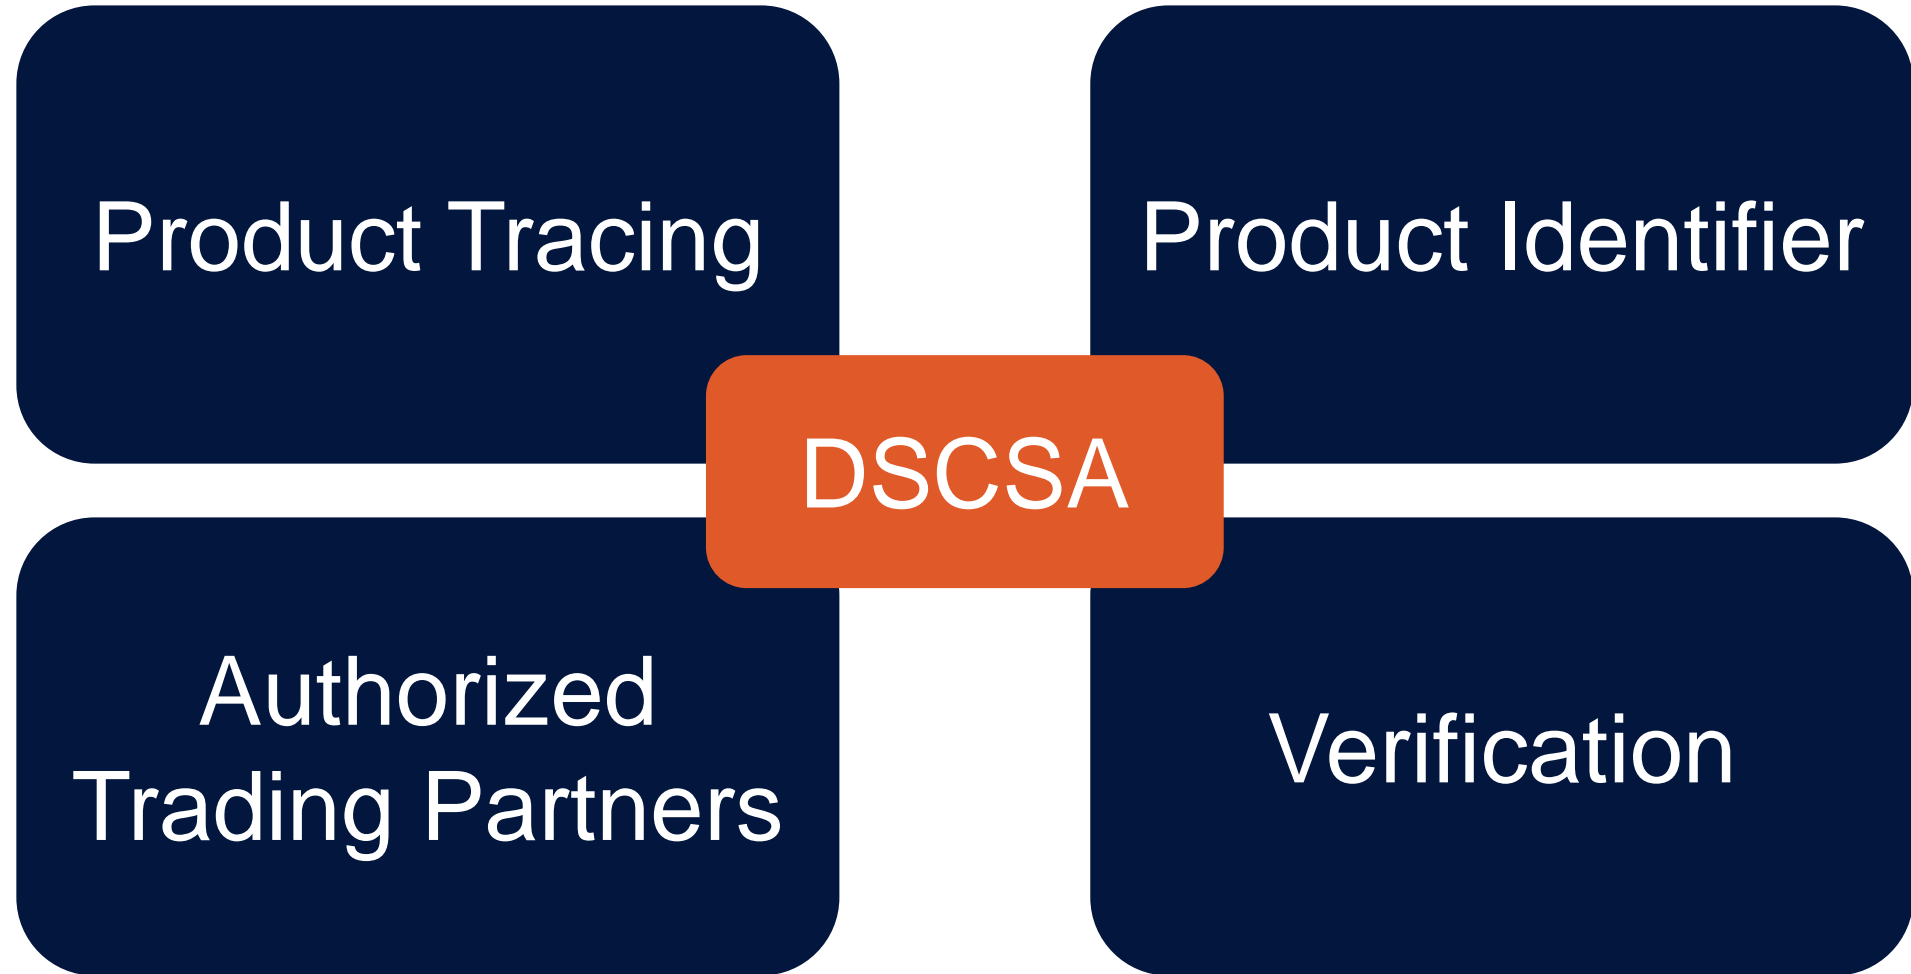 Product Tracing
Product Identifier
DSCSA
Authorized
Trading Partners
Verification